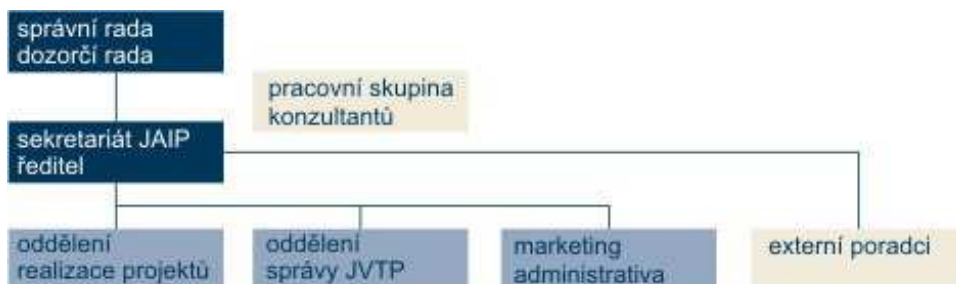 správní rada
dozorčí rada
pracovní skupina
konzultantů
sekretariát JAIP
ředitel
oddělení
realizace projektů
oddělení
správy JVTP
marketing
administrativa
externí poradci